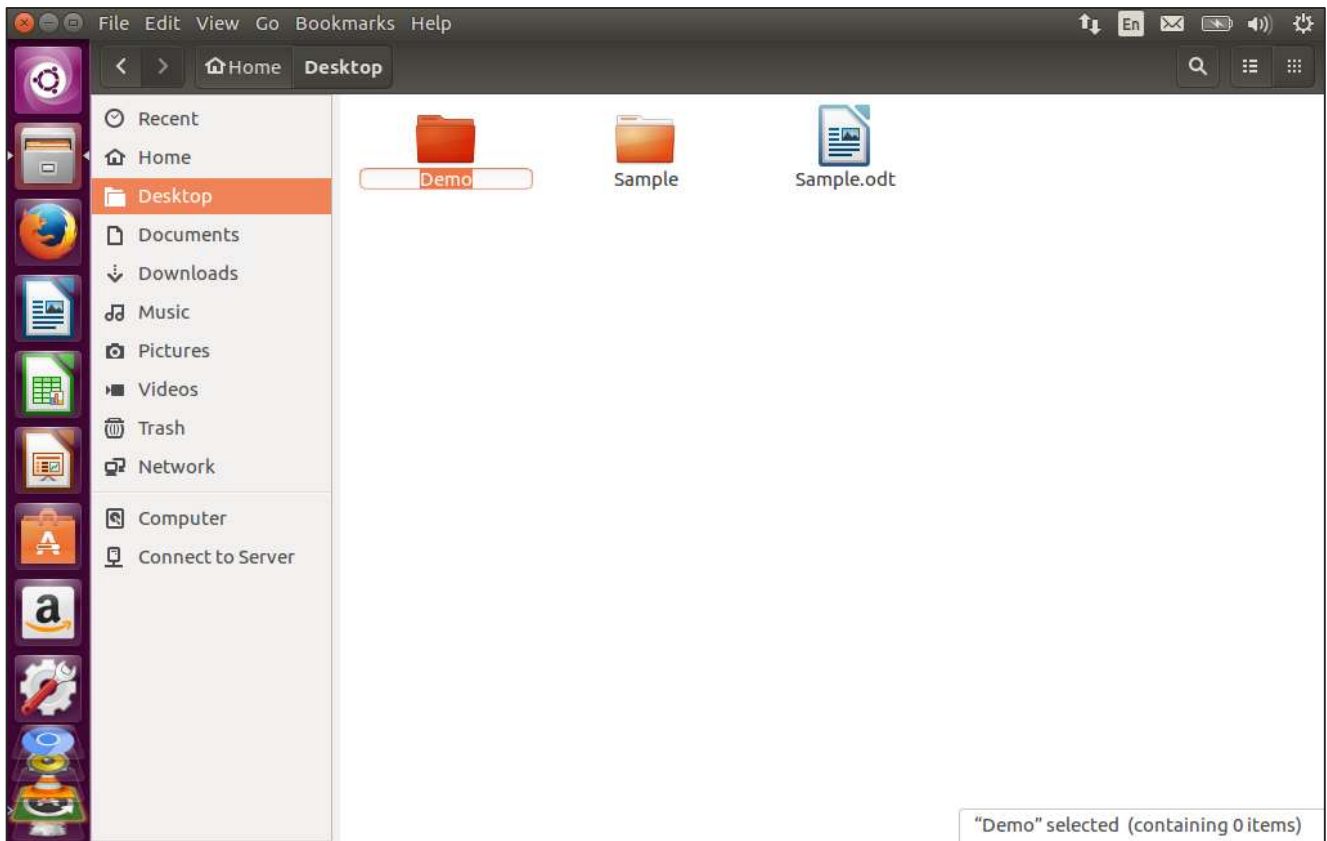 File Edit View Go Bookmarks Help
En
Home Desktop
Recent
Home
Desktop
Documents
Downloads
Music
Pictures
Videos
Trash
Network
Computer
Connect to Server
Demo
Sample
Sample.odt
a
“Demo” selected (containing 0 items)